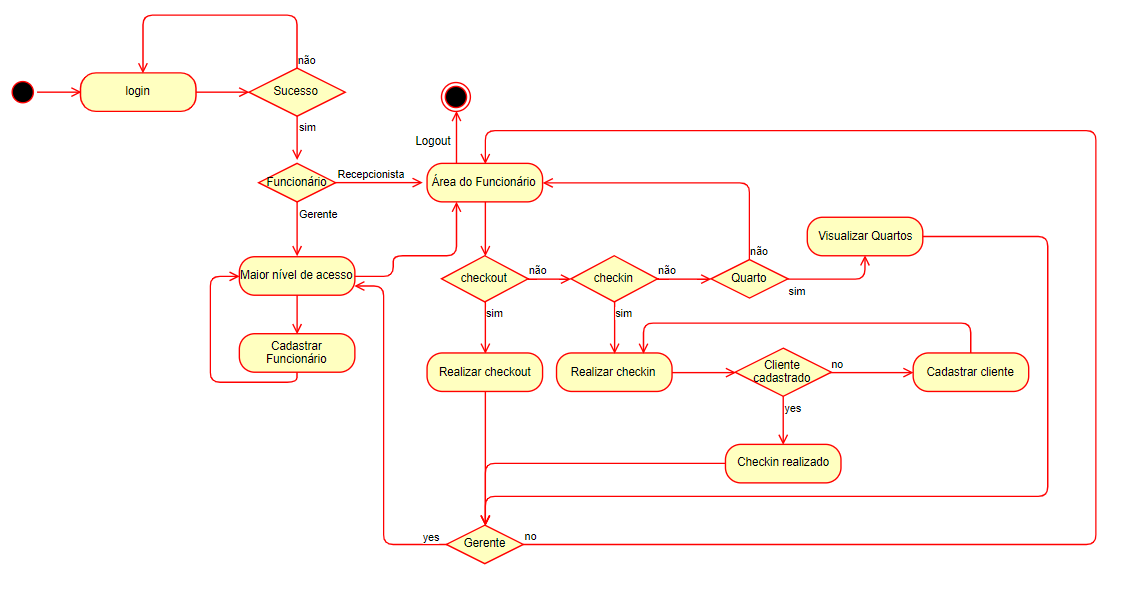 não
login
Sucesso
sim
Logout
Funcionário
Recepcionista
Área do Funcionário
Gerente
Visualizar Quartos
não
Maior nível de acesso
checkout
não
checkin
não
Quarto
sim
sim
sim
Cadastrar
Funcionário
Realizar checkout
Realizar checkin
Cliente
cadastrado
no
Cadastrar cliente
yes
Checkin realizado
yes
Gerente
no